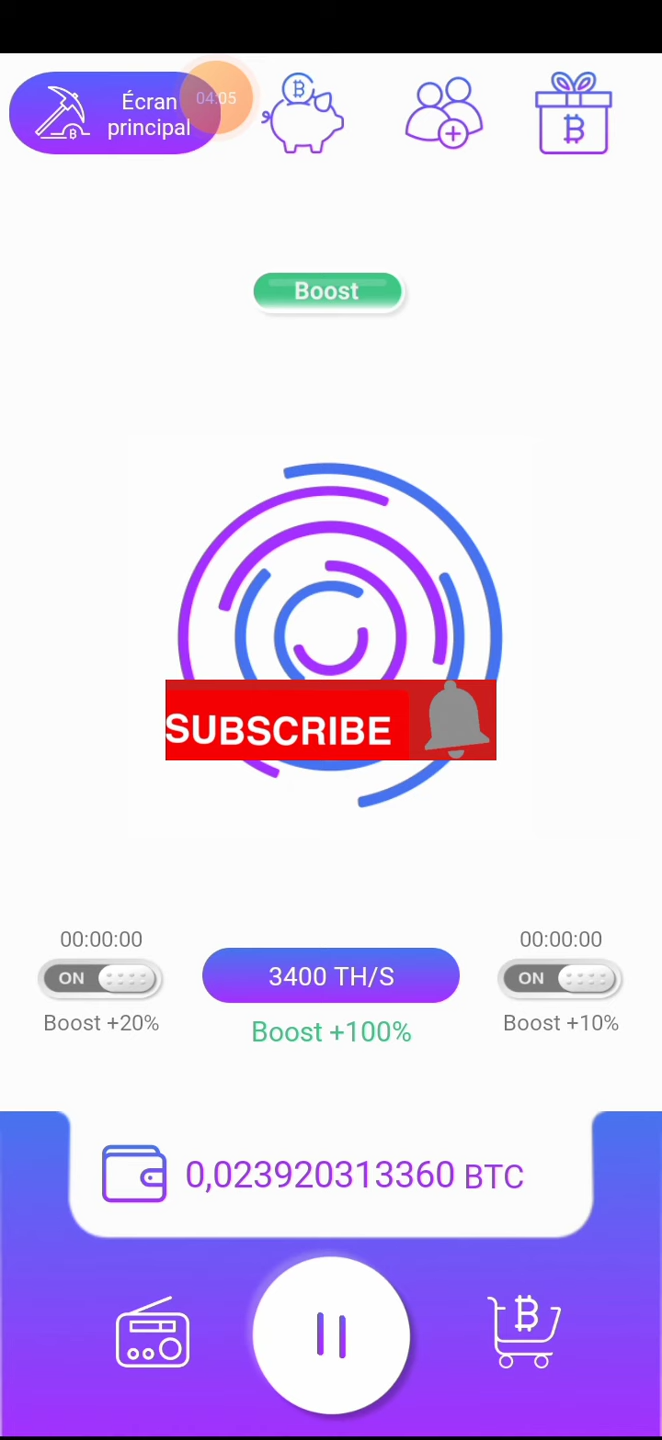 Écran
principal
04:05
Boost
SUBSCRIBE
00:00:00
ON
Boost +20%
3400 TH/S
Boost +100%
00:00:00
ON
Boost +10%
0,023920313360 BTC